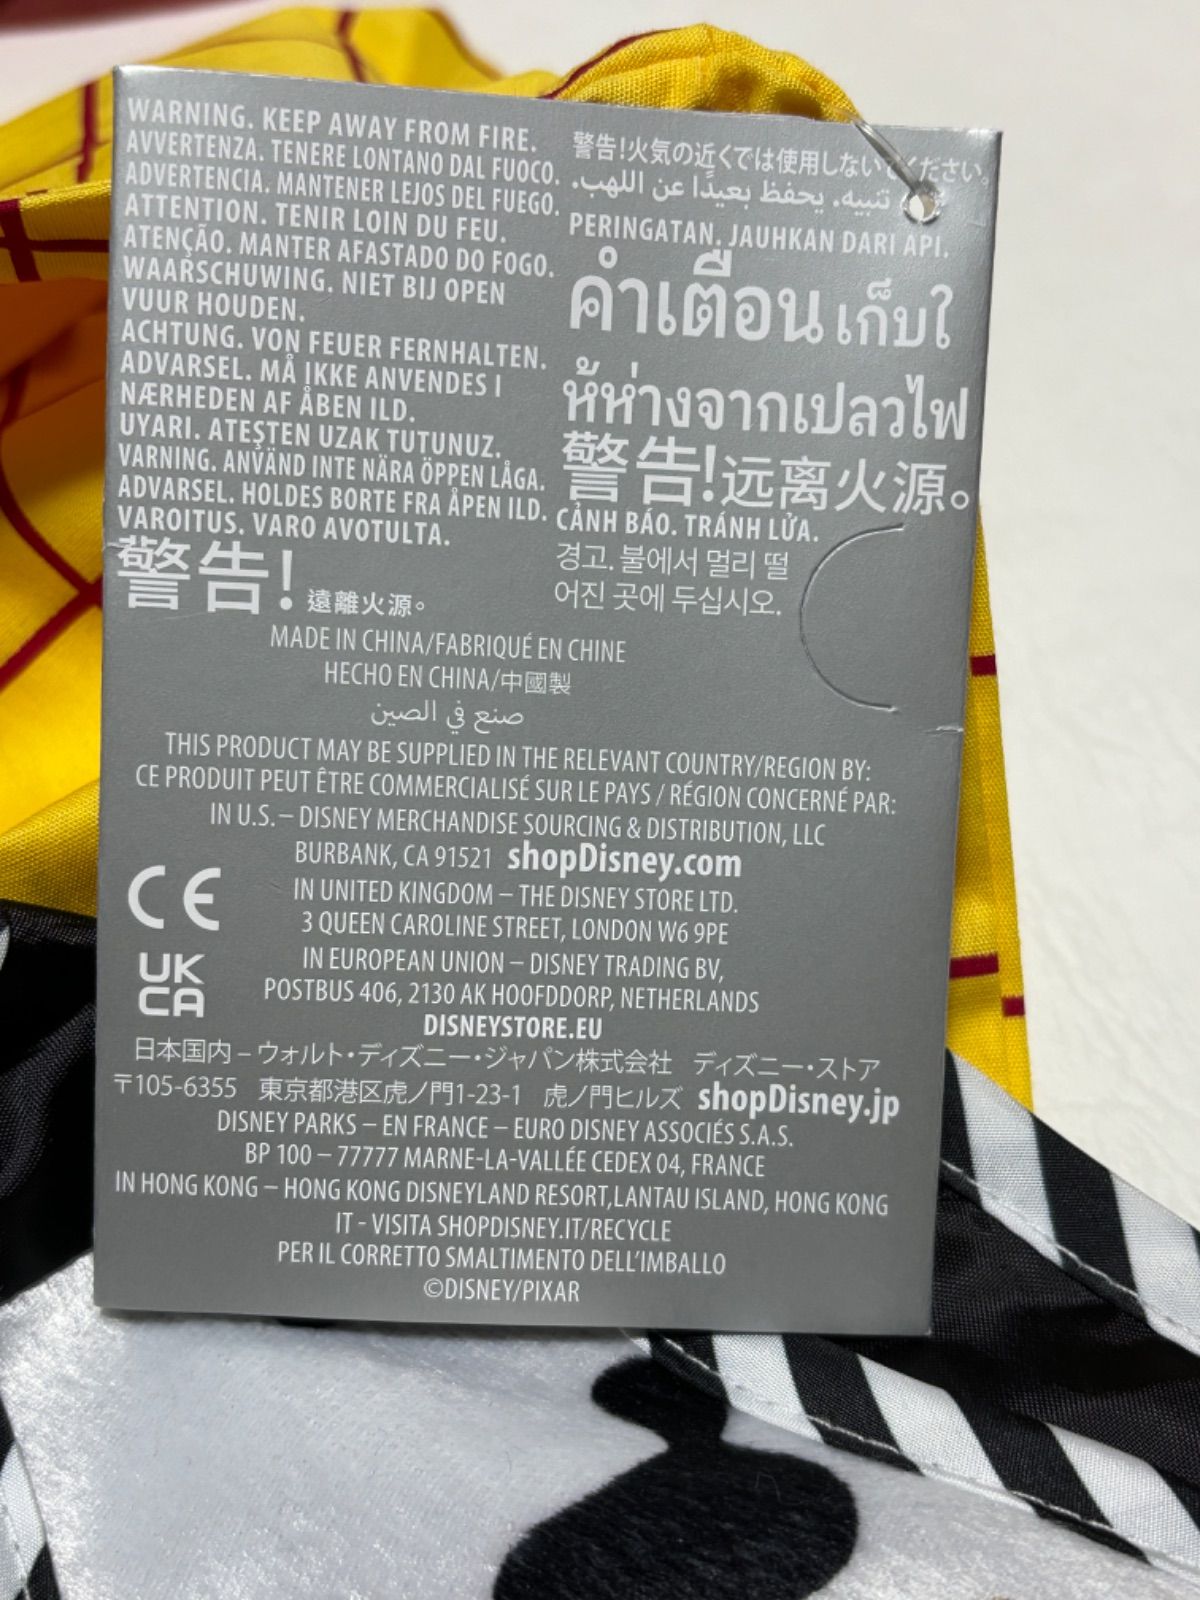 WARNING. KEEP AWAY FROM FIRE.
AVVERTENZA. TENERE LONTANO DAL FUOCO.
ADVERTENCIA. MANTENER LEJOS DEL FUEGO.
ATTENTION. TENIR LOIN DU FEU.
ATENÇÃO. MANTER AFASTADO DO FOGO.
WAARSCHUWING. NIET BIJ OPEN
VUUR HOUDEN.
ACHTUNG. VON FEUER FERNHALTEN.
ADVARSEL. MÅ IKKE ANVENDES I
NÆRHEDEN AF ÅBEN ILD.
UYARI. ATEŞTEN UZAK TUTUNUZ.
VARNING. ANVÄND INTE NÄRA ÖPPEN LÅGA.
ADVARSEL. HOLDES BORTE FRA ÅPEN ILD.
VAROITUS. VARO AVOTULTA.
警告! 遠離火源。
警告!火気の近くでは使用しないでください。
تنبيه. يحفظ بعيدًا عن اللهب.
PERINGATAN. JAUHKAN DARI API.
คำเตือน เก็บใ
ห้ห่างจากเปลวไฟ
警告!远离火源。
CẢNH BÁO. TRÁNH LỬA.
경고. 불에서 멀리 떨
어진 곳에 두십시오.
MADE IN CHINA/FABRIQUÉ EN CHINE
HECHO EN CHINA/中國製
صنع في الصين
THIS PRODUCT MAY BE SUPPLIED IN THE RELEVANT COUNTRY/REGION BY:
CE PRODUIT PEUT ÊTRE COMMERCIALISÉ SUR LE PAYS / RÉGION CONCERNÉ PAR:
IN U.S. – DISNEY MERCHANDISE SOURCING & DISTRIBUTION, LLC
BURBANK, CA 91521 shopDisney.com
IN UNITED KINGDOM – THE DISNEY STORE LTD.
3 QUEEN CAROLINE STREET, LONDON W6 9PE
IN EUROPEAN UNION – DISNEY TRADING BV,
POSTBUS 406, 2130 AK HOOFDDORP, NETHERLANDS
DISNEYSTORE.EU
CE
UK
CA
日本国内 – ウォルト・ディズニー・ジャパン株式会社 ディズニー・ストア
〒105-6355 東京都港区虎ノ門1-23-1 虎ノ門ヒルズ shopDisney.jp
DISNEY PARKS – EN FRANCE – EURO DISNEY ASSOCIÉS S.A.S.
BP 100 – 77777 MARNE-LA-VALLÉE CEDEX 04, FRANCE
IN HONG KONG – HONG KONG DISNEYLAND RESORT,LANTAU ISLAND, HONG KONG
IT - VISITA SHOPDISNEY.IT/RECYCLE
PER IL CORRETTO SMALTIMENTO DELL'IMBALLO
©DISNEY/PIXAR